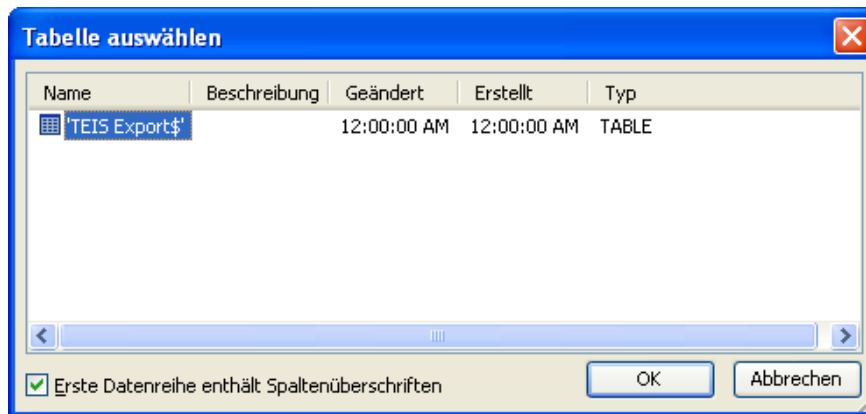 Tabelle auswählen
Name Beschreibung Geändert Erstellt Typ
'TEIS Export$' 12:00:00 AM 12:00:00 AM TABLE
Erste Datenreihe enthält Spaltenüberschriften OK Abbrechen